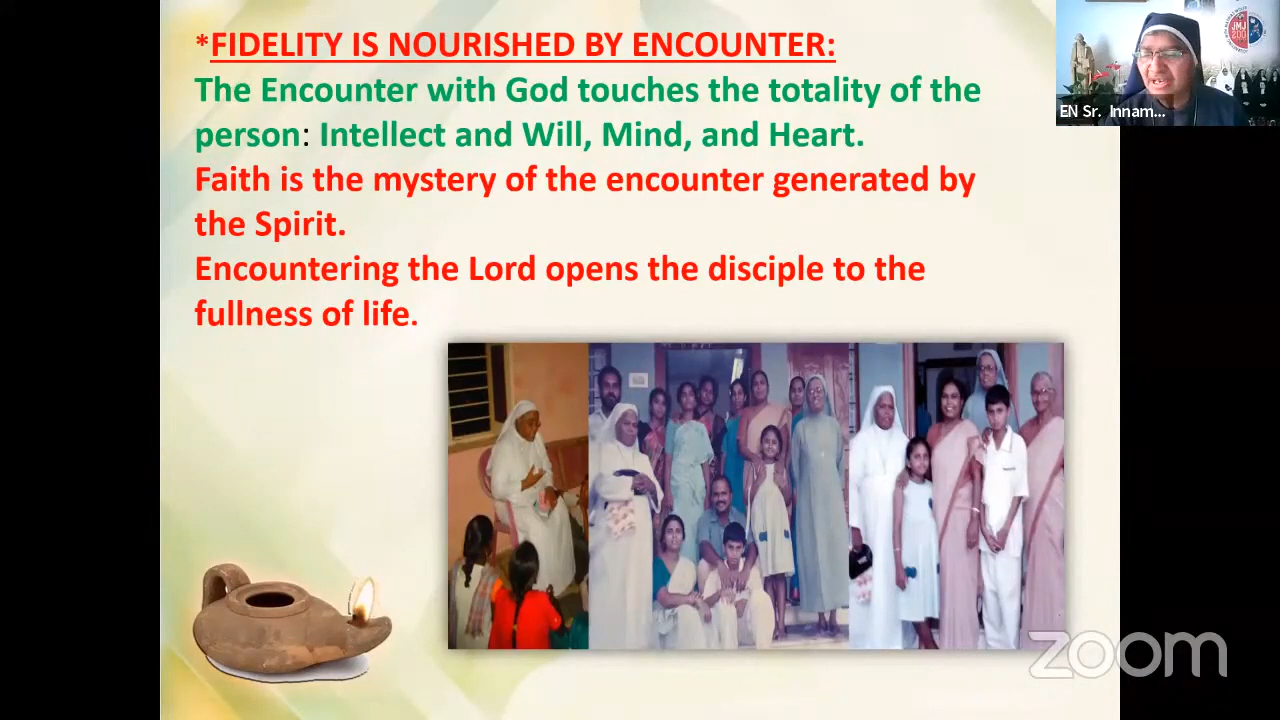 *FIDELITY IS NOURISHED BY ENCOUNTER:
The Encounter with God touches the totality of the
person: Intellect and Will, Mind, and Heart.
Faith is the mystery of the encounter generated by
the Spirit.
Encountering the Lord opens the disciple to the
fullness of life.
JMJ
200
EN Sr. Innam...
zoom